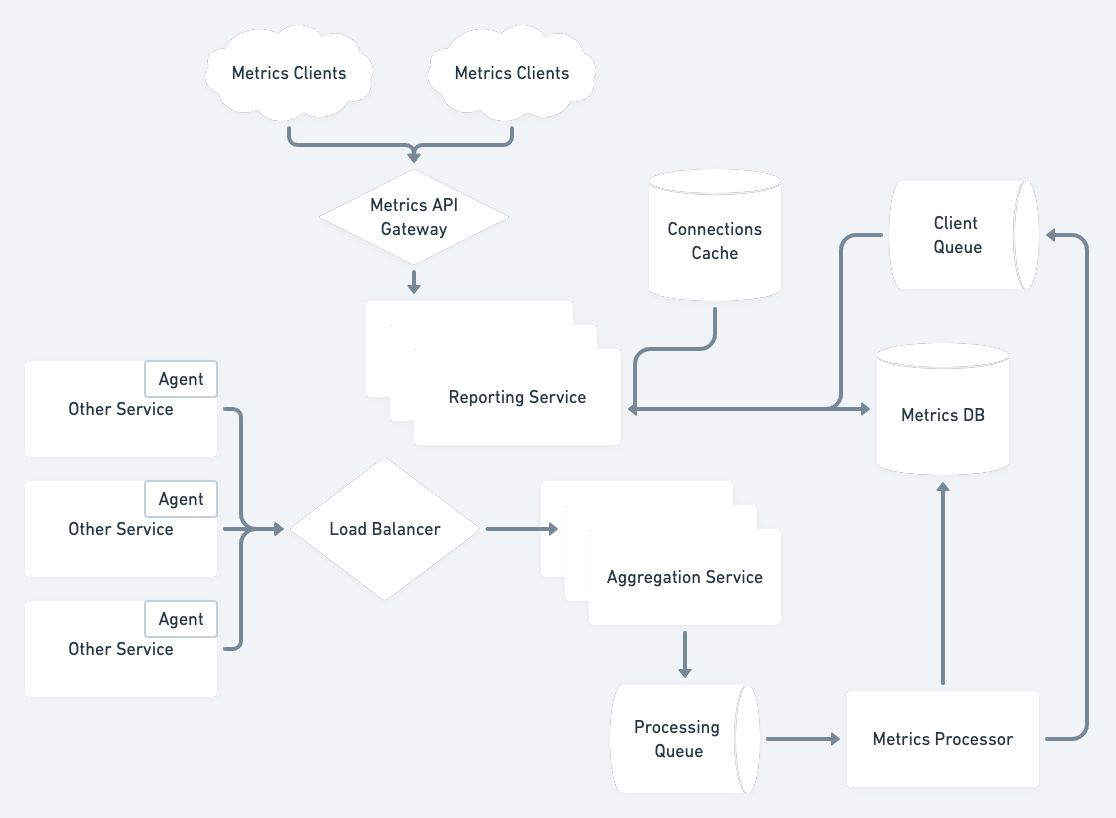 Metrics Clients
Metrics Clients
Metrics API
Gateway
Connections
Cache
Client
Queue
Reporting Service
Metrics DB
Agent
Other Service
Agent
Other Service
Agent
Other Service
Load Balancer
Aggregation Service
Processing
Queue
Metrics Processor